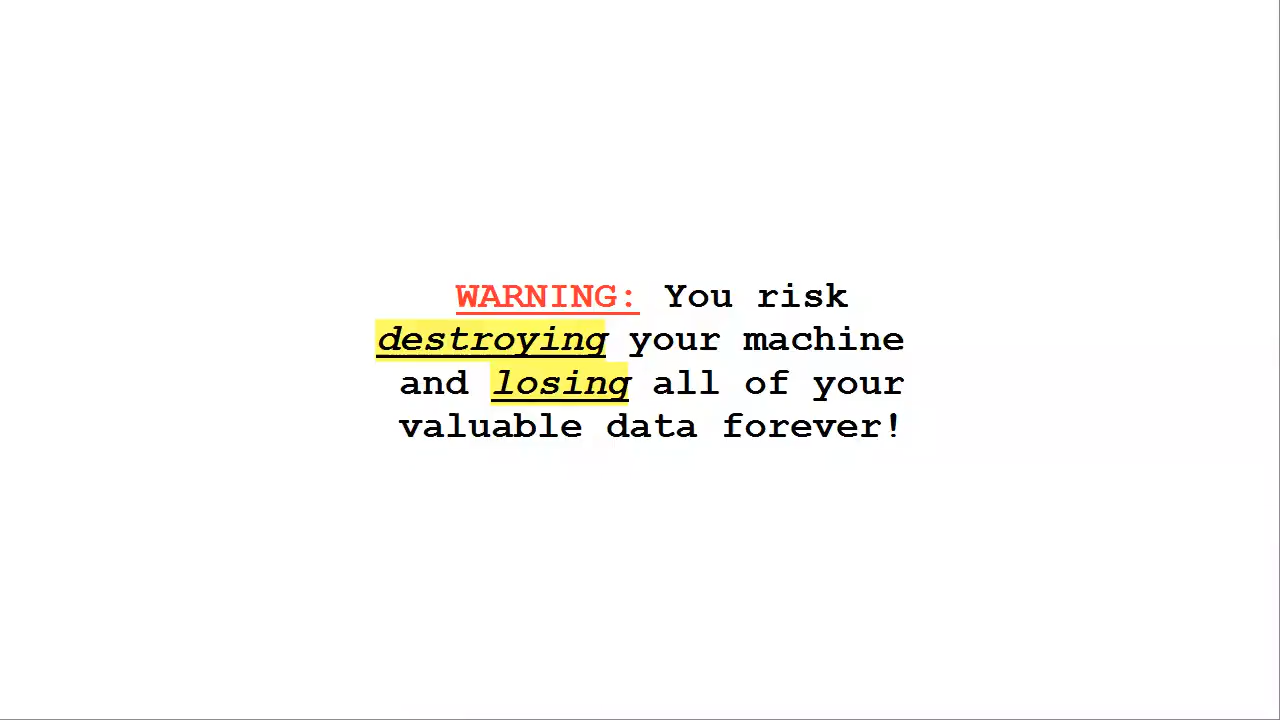 WARNING: You risk
destroying your machine
and losing all of your
valuable data forever!